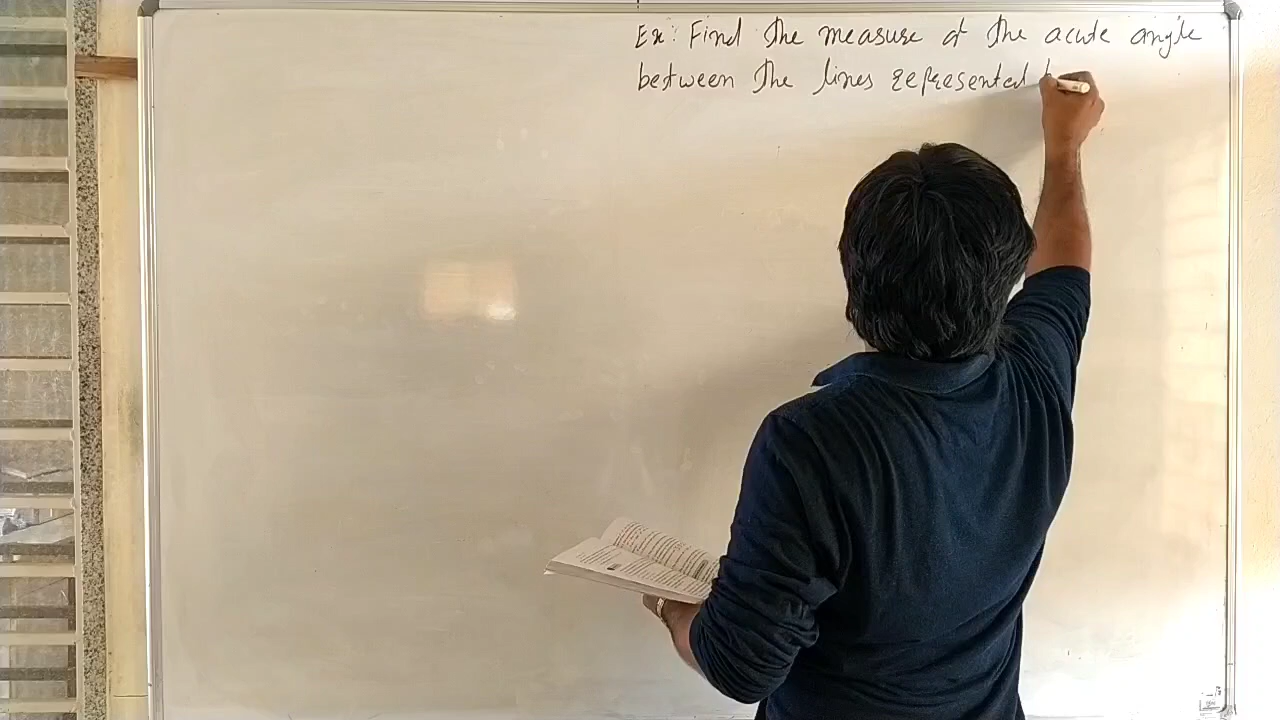 Ex: Find the measure of the acute angle
between the lines represented b